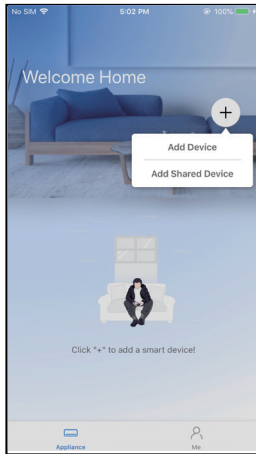 No SIM 5:02 PM 100%
Welcome Home
+
Add Device
Add Shared Device
Click "+" to add a smart device!
Appliance Me